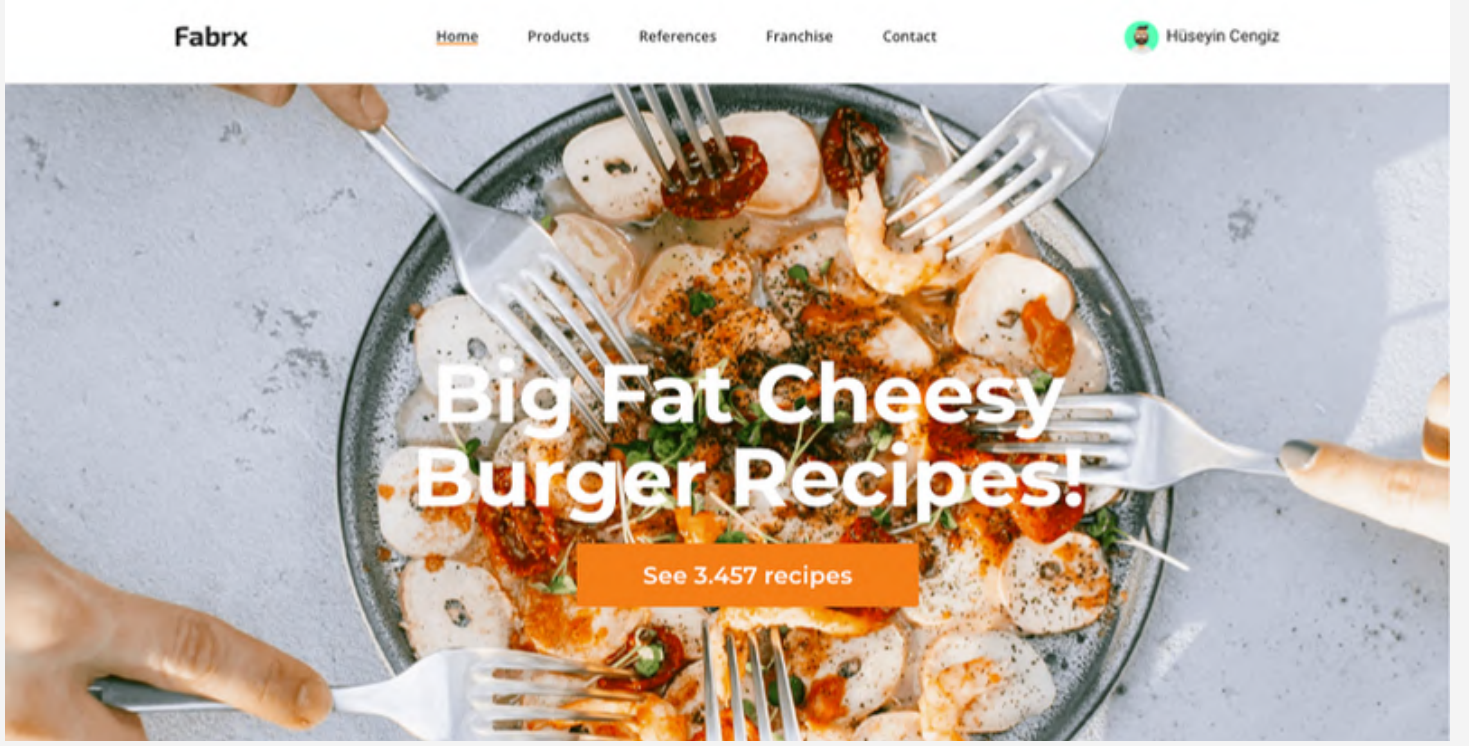 Fabrx
Home Products References Franchise Contact
Hüseyin Cengiz
Big Fat Cheesy
Burger Recipes!
See 3.457 recipes